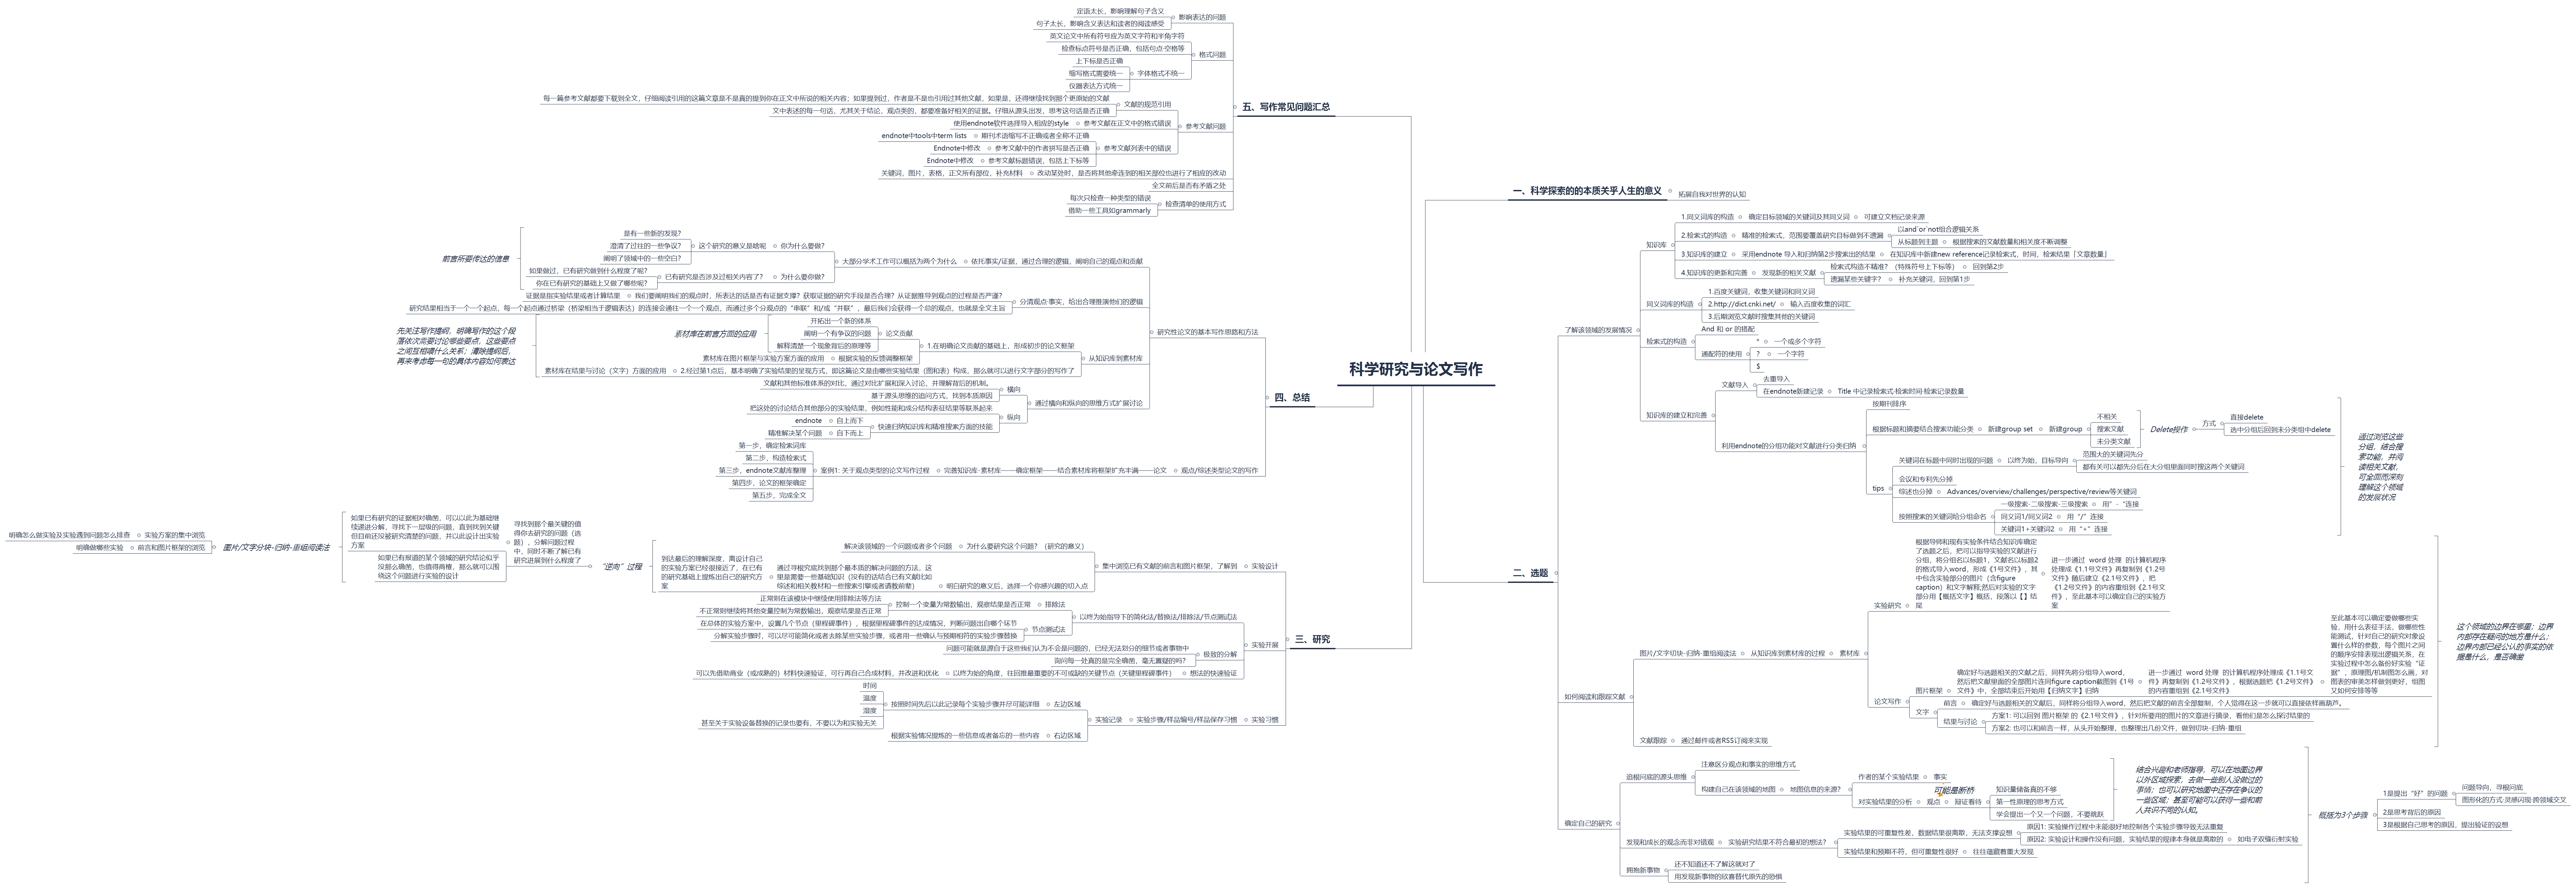 科学研究与论文写作
一、科学探索的的本质关乎人生的意义
拓展自我对世界的认知
二、选题
了解该领域的发展情况
知识库
1.同义词库的构造
确定目标领域的关键词及其同义词
可建立文档记录来源
2.检索式的构造
精准的检索式，范围要覆盖研究目标做到不遗漏
以and`or`not组合逻辑关系
从标题到主题
根据搜索的文献数量和相关度不断调整
3.知识库的建立
采用endnote 导入和归纳第2步搜索出的结果
在知识库中新建new reference记录检索式，时间，检索结果「文章数量」
4.知识库的更新和完善
发现新的相关文献
检索式构造不精准？（特殊符号上下标等）
回到第2步
遗漏某些关键字？
补充关键词，回到第1步
同义词库的构造
1.百度关键词，收集关键词和同义词
2.http://dict.cnki.net/
输入百度收集的词汇
3.后期浏览文献时搜集其他的关键词
检索式的构造
And 和 or 的搭配
通配符的使用
*
一个或多个字符
?
一个字符
$
知识库的建立和完善
文献导入
去重导入
在endnote新建记录
Title 中记录检索式·检索时间·检索记录数量
利用endnote的分组功能对文献进行分类归纳
按期刊排序
根据标题和摘要结合搜索功能分类
新建group set
新建group
不相关
搜索文献
未分类文献
Delete操作
方式
直接delete
选中分组后回到未分类组中delete
tips
关键词在标题中同时出现的问题
以终为始，目标导向
范围大的关键词先分
都有关可以都先分后在大分组里面同时搜这两个关键词
会议和专利先分掉
综述也分掉
Advances/overview/challenges/perspective/review等关键词
按照搜索的关键词给分组命名
一级搜索-二级搜索-三级搜索
用”-“连接
同义词1/同义词2
用“/”连接
关键词1+关键词2
用“+”连接
通过浏览这些
分组，结合搜
索功能，并阅
读相关文献，
可全面而深刻
理解这个领域
的发展状况
如何阅读和跟踪文献
图片/文字切块-归纳-重组阅读法
从知识库到素材库的过程
素材库
实验研究
根据导师和现有实验条件结合知识库确定
了选题之后，把可以指导实验的文献进行
分组，将分组名以标题1，文献名以标题2
的格式导入word，形成《1号文件》，其
中包含实验部分的图片（含figure
caption）和文字解释;然后对实验的文字
部分用【概括文字】概括，段落以【】结
尾
进一步通过 word 处理 的计算机程序
处理成《1.1号文件》再复制到《1.2号
文件》随后建立《2.1号文件》，把
《1.2号文件》的内容重组到《2.1号文
件》，至此基本可以确定自己的实验方
案
论文写作
图片框架
确定好与选题相关的文献之后，同样先将分组导入word，
然后把文献里面的全部图片连同figure caption截图到《1号
文件》中，全部结束后开始用【归纳文字】归纳
进一步通过 word 处理 的计算机程序处理成《1.1号文
件》再复制到《1.2号文件》，根据选题把《1.2号文件》
的内容重组到《2.1号文件》
至此基本可以确定要做哪些实
验，用什么表征手法，做哪些性
能测试，针对自己的研究对象设
置什么样的参数，每个图片之间
的顺序安排表现出逻辑关系，在
实验过程中怎么备份好实验“证
据”，原理图/机制图怎么画，对
图表的审美怎样做到更好，组图
又如何安排等等
文字
前言
确定好与选题相关的文献后，同样将分组导入word，然后把文献的前言全部复制，个人觉得在这一步就可以直接依样画葫芦。
结果与讨论
方案1: 可以回到 图片框架 的《2.1号文件》，针对所要用的图片的文章进行摘录，看他们是怎么探讨结果的
方案2: 也可以和前言一样，从头开始整理，也整理出几份文件，做到切块-归纳-重组
这个领域的边界在哪里；边界
内部存在疑问的地方是什么；
边界内部已经公认的事实的依
据是什么，是否确凿
文献跟踪
通过邮件或者RSS订阅来实现
确定自己的研究
追根问底的源头思维
注意区分观点和事实的思维方式
构建自己在该领域的地图
地图信息的来源？
作者的某个实验结果
事实
可能是断桥
对实验结果的分析
观点
辩证看待
知识量储备真的不够
第一性原理的思考方式
学会提出一个又一个问题，不要跳跃
结合兴趣和老师指导，可以在地图边界
以外区域探索，去做一些别人没做过的
事情；也可以研究地图中还存在争议的
一些区域；甚至可能可以获得一些和前
人共识不同的认知。
发现和成长的观念而非对错观
实验研究结果不符合最初的想法？
实验结果的可重复性差，数据结果很离散，无法支撑设想
原因1: 实验操作过程中未能很好地控制各个实验步骤导致无法重复
原因2: 实验设计和操作没有问题，实验结果的规律本身就是离散的
如电子双缝衍射实验
实验结果和预期不符，但可重复性很好
往往蕴藏着重大发现
拥抱新事物
还不知道还不了解这就对了
用发现新事物的欣喜替代原先的恐惧
概括为3个步骤
1是提出“好”的问题
问题导向，寻根问底
图形化的方式·灵感闪现·跨领域交叉
2是思考背后的原因
3是根据自己思考的原因，提出验证的设想
三、研究
实验设计
集中浏览已有文献的前言和图片框架，了解到
为什么要研究这个问题？（研究的意义）
解决该领域的一个问题或者多个问题
明白研究的意义后，选择一个你感兴趣的切入点
通过寻根究底找到那个最本质的解决问题的方法，这
里是需要一些基础知识（没有的话结合已有文献比如
综述和相关教材和一些搜索引擎或者请教前辈）
到达最后的理解深度，离设计自己
的实验方案已经很接近了，在已有
的研究基础上提炼出自己的研究方
案
“逆向”过程
寻找到那个最关键的值
得你去研究的问题（选
题），分解问题过程
中，同时不断了解已有
研究进展到什么程度了
如果已有研究的证据相对确凿，可以以此为基础继
续递进分解，寻找下一层级的问题，直到找到关键
但目前还没被研究清楚的问题，并以此设计出实验
方案
如果已有报道的某个领域的研究结论似乎
没那么确凿，也值得两檩，那么就可以围
绕这个问题进行实验的设计
图片/文字分块-归纳-重组阅读法
实验方案的集中浏览
明确怎么做实验及实验遇到问题怎么排查
前言和图片框架的浏览
明确做哪些实验
实验开展
以终为始指导下的简化法/替换法/排除法/节点测试法
排除法
控制一个变量为常数输出，观察结果是否正常
正常则在该模块中继续使用排除法等方法
不正常则继续将其他变量控制为常数输出，观察结果是否正常
节点测试法
在总体的实验方案中，设置几个节点（里程碑事件），根据里程碑事件的达成情况，判断问题出自哪个环节
分解实验步骤时，可以尽可能简化或者去除某些实验步骤，或者用一些确认与预期相符的实验步骤替换
极致的分解
问题可能就是源自于这些我们认为不会是问题的，已经无法划分的细节或者事物中
询问每一处真的是完全确凿，毫无置疑的吗？
想法的快速验证
以终为始的角度，往回推最重要的不可或缺的关键节点（关键里程碑事件）
可以先借助商业（或成熟的）材料快速验证，可行再自己合成材料，并改进和优化
实验习惯
实验步骤/样品编号/样品保存习惯
实验记录
左边区域
按照时间先后以此记录每个实验步骤并尽可能详细
时间
温度
湿度
甚至关于实验设备替换的记录也要有，不要以为和实验无关
右边区域
根据实验情况提炼的一些信息或者备忘的一些内容
四、总结
研究性论文的基本写作思路和方法
大部分学术工作可以概括为两个为什么
依托事实/证据，通过合理的逻辑，阐明自己的观点和贡献
你为什么要做？
这个研究的意义是啥呢
是有一些新的发现？
澄清了过往的一些争议？
阐明了领域中的一些空白？
为什么要你做？
已有研究是否涉及过相关内容了？
如果做过，已有研究做到什么程度了呢？
你在已有研究的基础上又做了哪些呢？
前言所要传达的信息
分清观点·事实，给出合理推演他们的逻辑
我们要阐明我们的观点时，所表达的话是否有证据支撑？获取证据的研究手段是否合理？从证据推导到观点的过程是否严谨？
证据是指实验结果或者计算结果
研究结果相当于一个一个起点，每一个起点通过桥梁（桥梁相当于逻辑表达）的连接会通往一个一个观点，而通过多个分观点的“串联”和/或“并联”，最后我们会获得一个总的观点，也就是全文主旨
从知识库到素材库
1.在明确论文贡献的基础上，形成初步的论文框架
论文贡献
开拓出一个新的体系
阐明一个有争议的问题
解释清楚一个现象背后的原理等
素材库在前言方面的应用
根据实验的反馈调整框架
素材库在图片框架与实验方案方面的应用
2.经过第1点后，基本明确了实验结果的呈现方式，即这篇论文是由哪些实验结果（图和表）构成，那么就可以进行文字部分的写作了
素材库在结果与讨论（文字）方面的应用
先关注写作提纲，明确写作的这个段
落依次需要讨论哪些要点，这些要点
之间互相啥什么关系；清除提纲后，
再来考虑每一句的具体内容如何表达
通过横向和纵向的思维方式扩展讨论
横向
文献和其他标准体系的对比，通过对比扩展和深入讨论，并理解背后的机制。
基于源头思维的追问方式，找到本质原因
纵向
把这处的讨论结合其他部分的实验结果，例如性能和成分结构表征结果等联系起来
快速归纳知识库和精准搜索方面的技能
自上而下
endnote
自下而上
精准解决某个问题
观点/综述类型论文的写作
完善知识库·素材库——确定框架——结合素材库将框架扩充丰满——论文
案例1: 关于观点类型的论文写作过程
第一步，确定检索词库
第二步，构造检索式
第三步，endnote文献库整理
第四步，论文的框架确定
第五步，完成全文
五、写作常见问题汇总
影响表达的问题
定语太长，影响理解句子含义
句子太长，影响含义表达和读者的阅读感受
格式问题
英文论文中所有符号应为英文字符和半角字符
检查标点符号是否正确，包括句点·空格等
字体格式不统一
上下标是否正确
缩写格式需要统一
仪器表达方式统一
参考文献问题
文献的规范引用
每一篇参考文献都要下载到全文，仔细阅读引用的这篇文章是不是真的提到你在正文中所说的相关内容；如果提到过，作者是不是也引用过其他文献，如果是，还得继续找到那个更原始的文献
文中表述的每一句话，尤其关于结论，观点类的，都要准备好相关的证据。仔细从源头出发，思考这句话是否正确
参考文献在正文中的格式错误
使用endnote软件选择导入相应的style
参考文献列表中的错误
期刊术语缩写不正确或者全称不正确
endnote中tools中term lists
参考文献中的作者拼写是否正确
Endnote中修改
参考文献标题错误，包括上下标等
Endnote中修改
改动某处时，是否将其他牵连到的相关部位也进行了相应的改动
关键词，图片，表格，正文所有部位，补充材料
全文前后是否有矛盾之处
检查清单的使用方式
每次只检查一种类型的错误
借助一些工具如grammarly